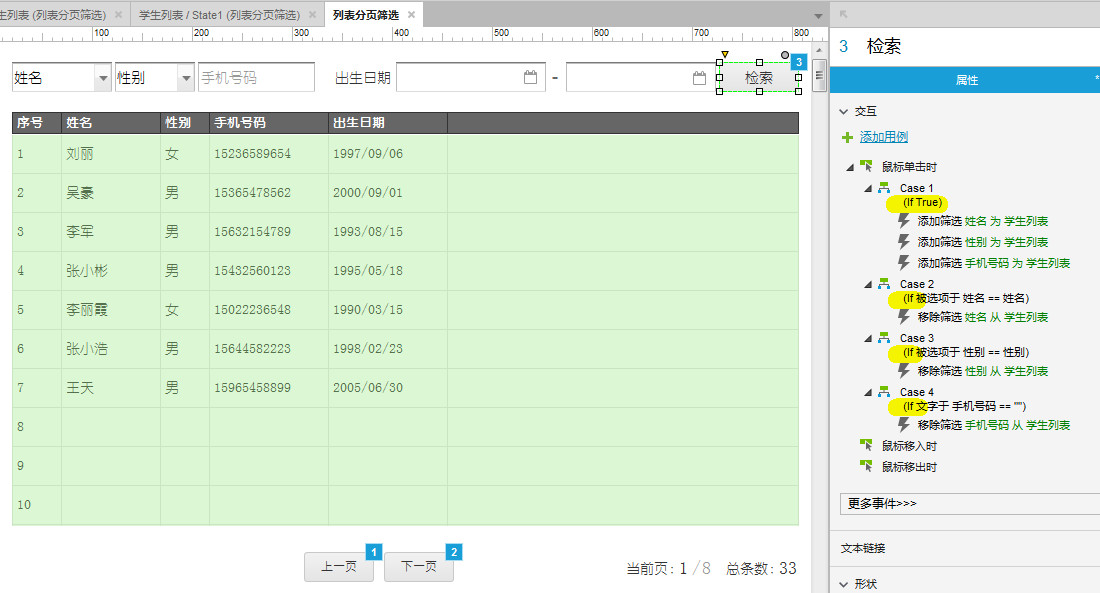 生列表 (列表分页筛选) × 学生列表 / State1 (列表分页筛选) × 列表分页筛选 ×
100 200 300 400 500 600 700 800
姓名 性别 手机号码 出生日期 - 检索 3
序号 姓名 性别 手机号码 出生日期
1 刘丽 女 15236589654 1997/09/06
2 吴豪 男 15365478562 2000/09/01
3 李军 男 15632154789 1993/08/15
4 张小彬 男 15432560123 1995/05/18
5 李丽霞 女 15022236548 1990/03/15
6 张小浩 男 15644582223 1998/02/23
7 王天 男 15965458899 2005/06/30
8
9
10
1 2
上一页 下一页 当前页: 1 / 8 总条数: 33
3 检索
属性 *
交互
添加用例
鼠标单击时
Case 1
(If True)
添加筛选 姓名 为 学生列表
添加筛选 性别 为 学生列表
添加筛选 手机号码 为 学生列表
Case 2
(If 被选项于 姓名 == 姓名)
移除筛选 姓名 从 学生列表
Case 3
(If 被选项于 性别 == 性别)
移除筛选 性别 从 学生列表
Case 4
(If 文字于 手机号码 == "")
移除筛选 手机号码 从 学生列表
鼠标移入时
鼠标移出时
更多事件>>>
文本链接
形状